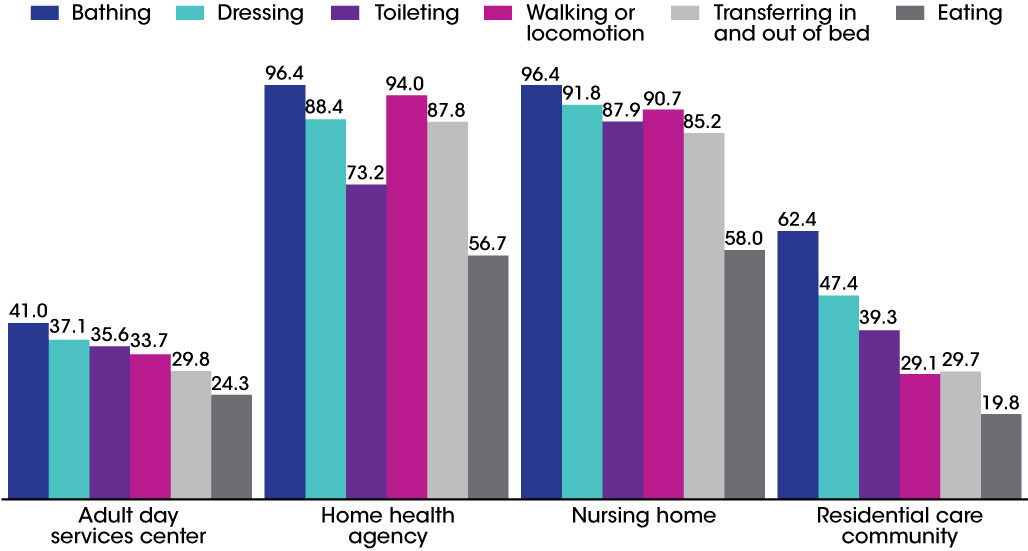 Bathing
Dressing
Toileting
Walking or
locomotion
Transferring in
and out of bed
Eating
41.0
37.1
35.6
33.7
29.8
24.3
96.4
88.4
73.2
94.0
87.8
56.7
96.4
91.8
87.9
90.7
85.2
58.0
62.4
47.4
39.3
29.1
29.7
19.8
Adult day
services center
Home health
agency
Nursing home
Residential care
community